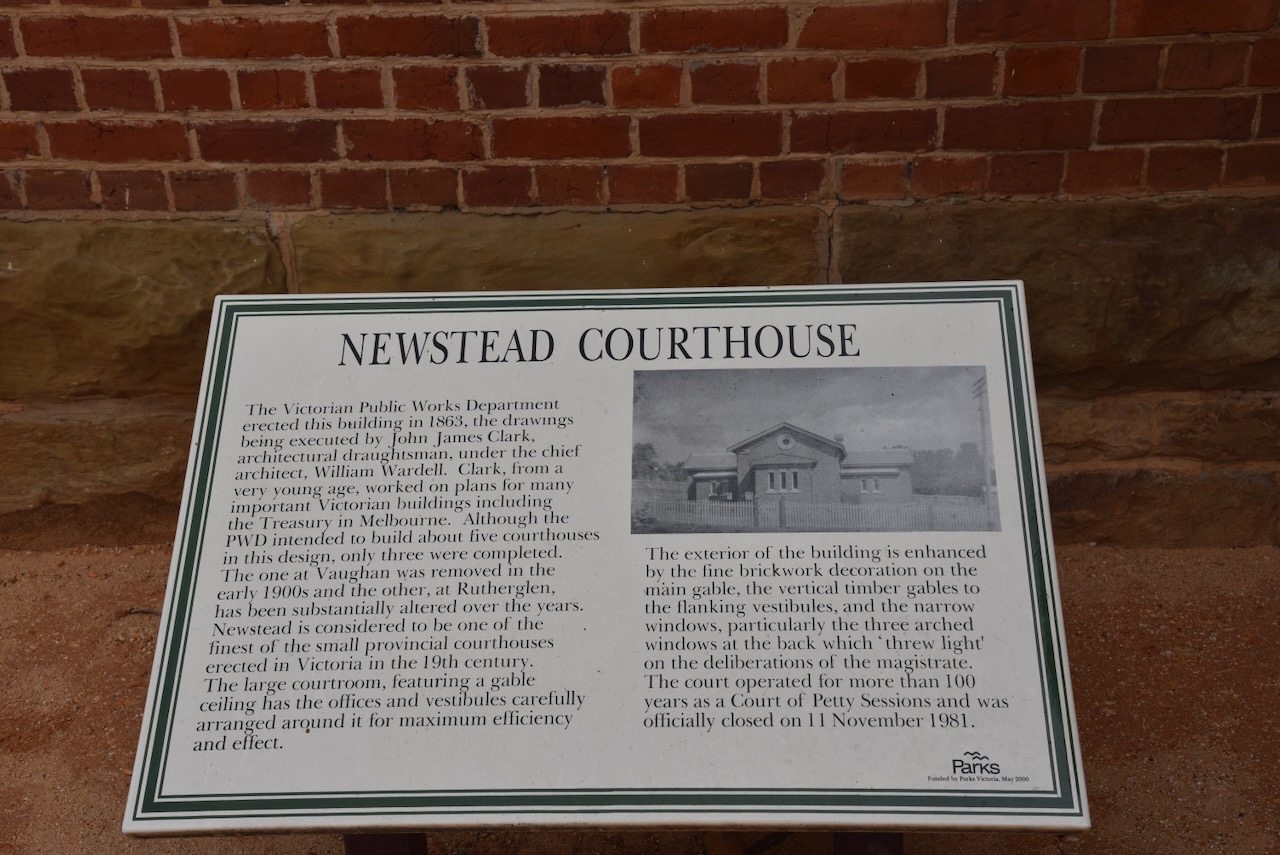 NEWSTEAD COURTHOUSE
The Victorian Public Works Department
erected this building in 1863, the drawings
being executed by John James Clark,
architectural draughtsman, under the chief
architect, William Wardell. Clark, from a
very young age, worked on plans for many
important Victorian buildings including
the Treasury in Melbourne. Although the
PWD intended to build about five courthouses
in this design, only three were completed.
The one at Vaughan was removed in the
early 1900s and the other, at Rutherglen,
has been substantially altered over the years.
Newstead is considered to be one of the
finest of the small provincial courthouses
erected in Victoria in the 19th century.
The large courtroom, featuring a gable
ceiling has the offices and vestibules carefully
arranged around it for maximum efficiency
and effect.
The exterior of the building is enhanced
by the fine brickwork decoration on the
main gable, the vertical timber gables to
the flanking vestibules, and the narrow
windows, particularly the three arched
windows at the back which 'threw light'
on the deliberations of the magistrate.
The court operated for more than 100
years as a Court of Petty Sessions and was
officially closed on 11 November 1981.
Parks
Funded by Parks Victoria, May 2000